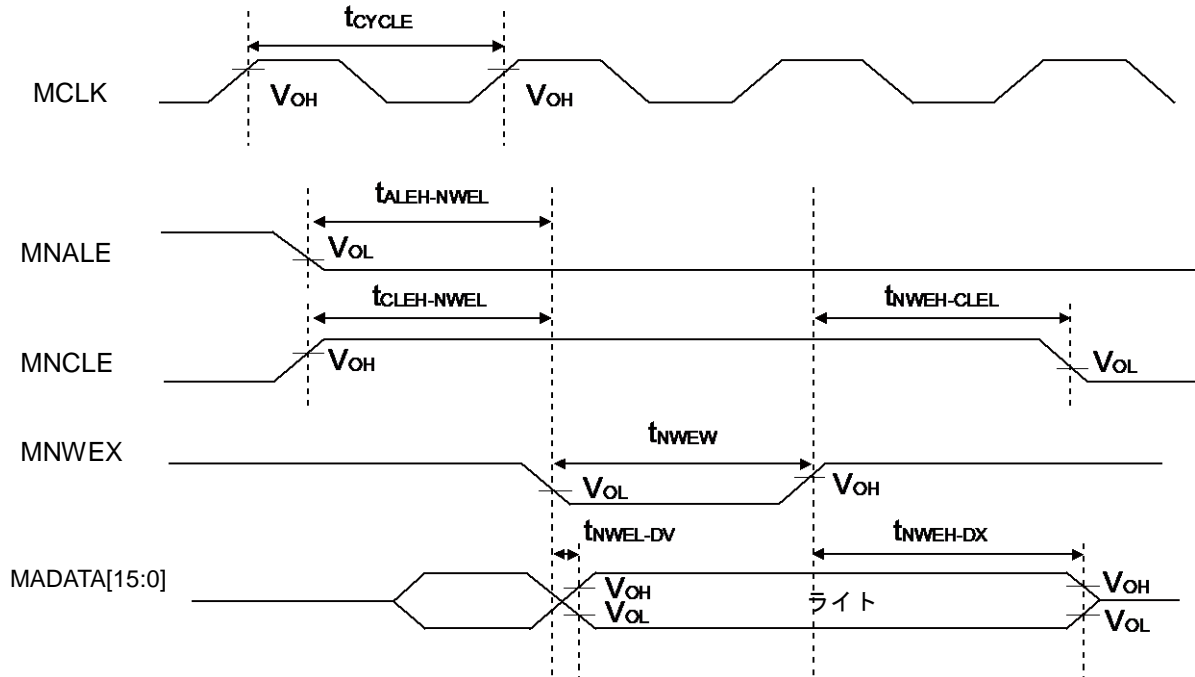 tCYCLE
MCLK
VOH
VOH
tALEH-NWEL
MNALE
VOL
tCLEH-NWEL
tNWEH-CLEL
MNCLE
VOH
VOL
tNWEW
MNWEX
VOL
VOH
tNWEL-DV
tNWEH-DX
MADATA[15:0]
VOH
VOL
ライト
VOH
VOL